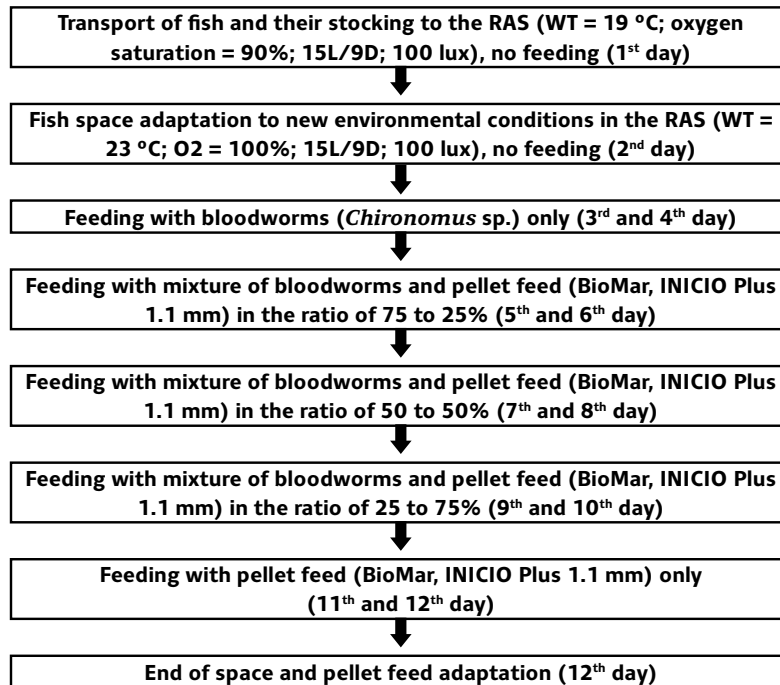 Transport of fish and their stocking to the RAS (WT = 19 ºC; oxygen
saturation = 90%; 15L/9D; 100 lux), no feeding (1st day)
Fish space adaptation to new environmental conditions in the RAS (WT =
23 ºC; O2 = 100%; 15L/9D; 100 lux), no feeding (2nd day)
Feeding with bloodworms (Chironomus sp.) only (3rd and 4th day)
Feeding with mixture of bloodworms and pellet feed (BioMar, INICIO Plus
1.1 mm) in the ratio of 75 to 25% (5th and 6th day)
Feeding with mixture of bloodworms and pellet feed (BioMar, INICIO Plus
1.1 mm) in the ratio of 50 to 50% (7th and 8th day)
Feeding with mixture of bloodworms and pellet feed (BioMar, INICIO Plus
1.1 mm) in the ratio of 25 to 75% (9th and 10th day)
Feeding with pellet feed (BioMar, INICIO Plus 1.1 mm) only
(11th and 12th day)
End of space and pellet feed adaptation (12th day)